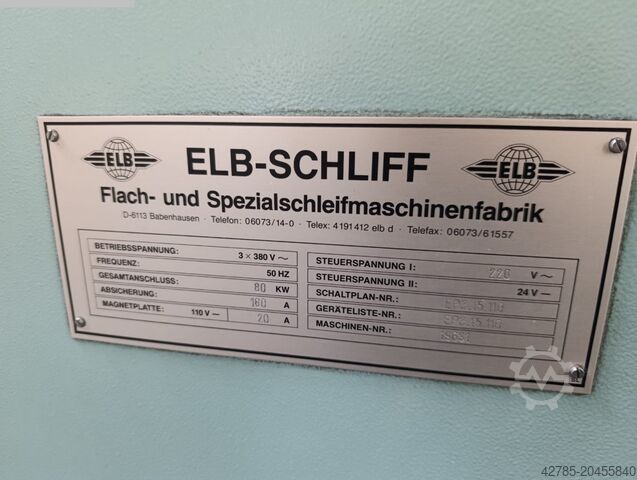 ELB
ELB-SCHLIFF
ELB
Flach- und Spezialschleifmaschinenfabrik
D-6113 Babenhausen · Telefon: 06073/14-0 · Telex: 4191412 elb d · Telefax: 06073/61557
BETRIEBSSPANNUNG: 3 × 380 V ~
FREQUENZ: 50 HZ
GESAMTANSCHLUSS: 80 KW
ABSICHERUNG: 160 A
MAGNETPLATTE: 110 V — 20 A
STEUERSPANNUNG I: 220 V ~
STEUERSPANNUNG II: 24 V —
SCHALTPLAN-NR.:
GERÄTELISTE-NR.:
MASCHINEN-NR.:
42785-20455840